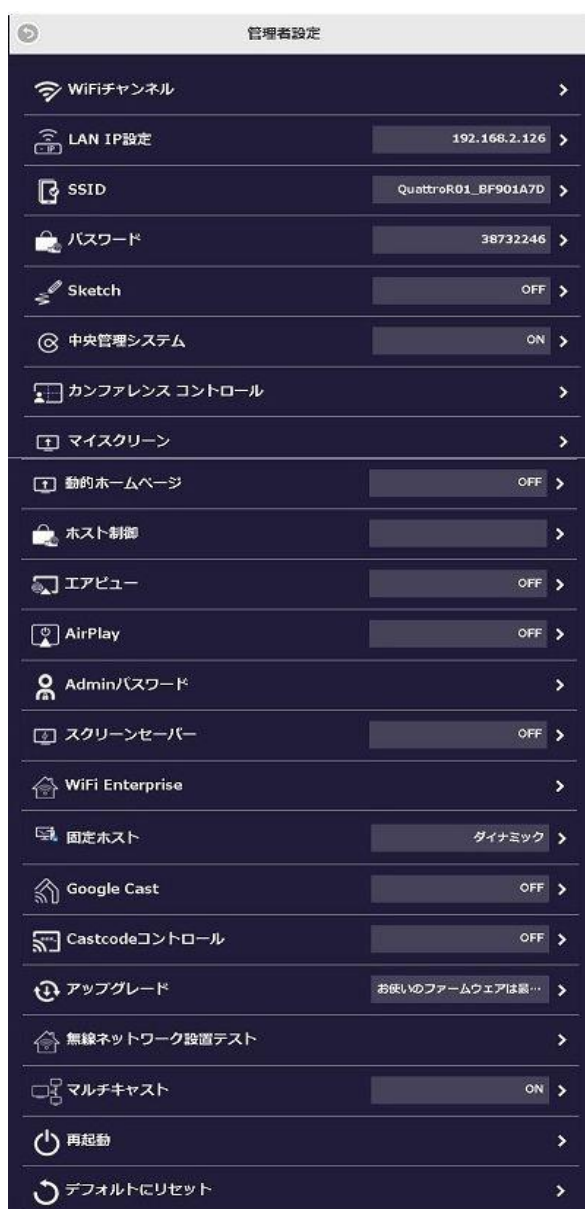 管理者設定
WiFiチャンネル
LAN IP設定 192.168.2.126
SSID QuattroR01_BF901A7D
パスワード 38732246
Sketch OFF
中央管理システム ON
カンファレンス コントロール
マイスクリーン
動的ホームページ OFF
ホスト制御
エアビュー OFF
AirPlay OFF
Adminパスワード
スクリーンセーバー OFF
WiFi Enterprise
固定ホスト ダイナミック
Google Cast OFF
Castcodeコントロール OFF
アップグレード お使いのファームウェアは最…
無線ネットワーク設置テスト
マルチキャスト ON
再起動
デフォルトにリセット